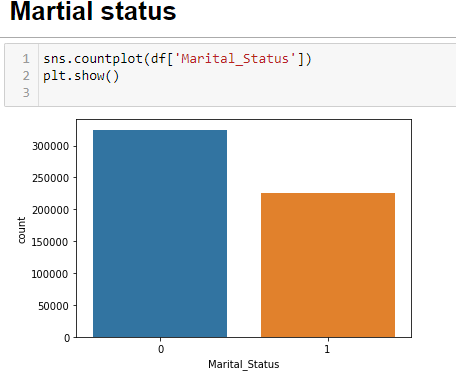 Martial status
1 sns.countplot(df['Marital_Status'])
2 plt.show()
3
300000
250000
200000
150000
100000
50000
0
count
0 1
Marital_Status